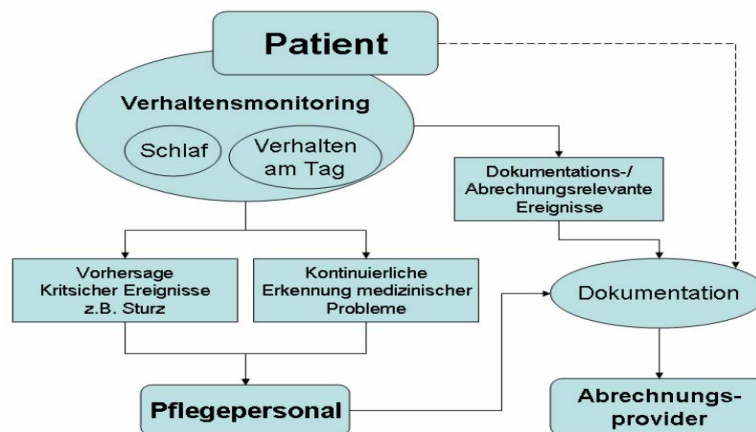 Patient
Verhaltensmonitoring
Schlaf
Verhalten
am Tag
Dokumentations-/
Abrechnungsrelevante
Ereignisse
Vorhersage
Kritsicher Ereignisse
z.B. Sturz
Kontinuierliche
Erkennung medizinischer
Probleme
Dokumentation
Pflegepersonal
Abrechnungs-
provider